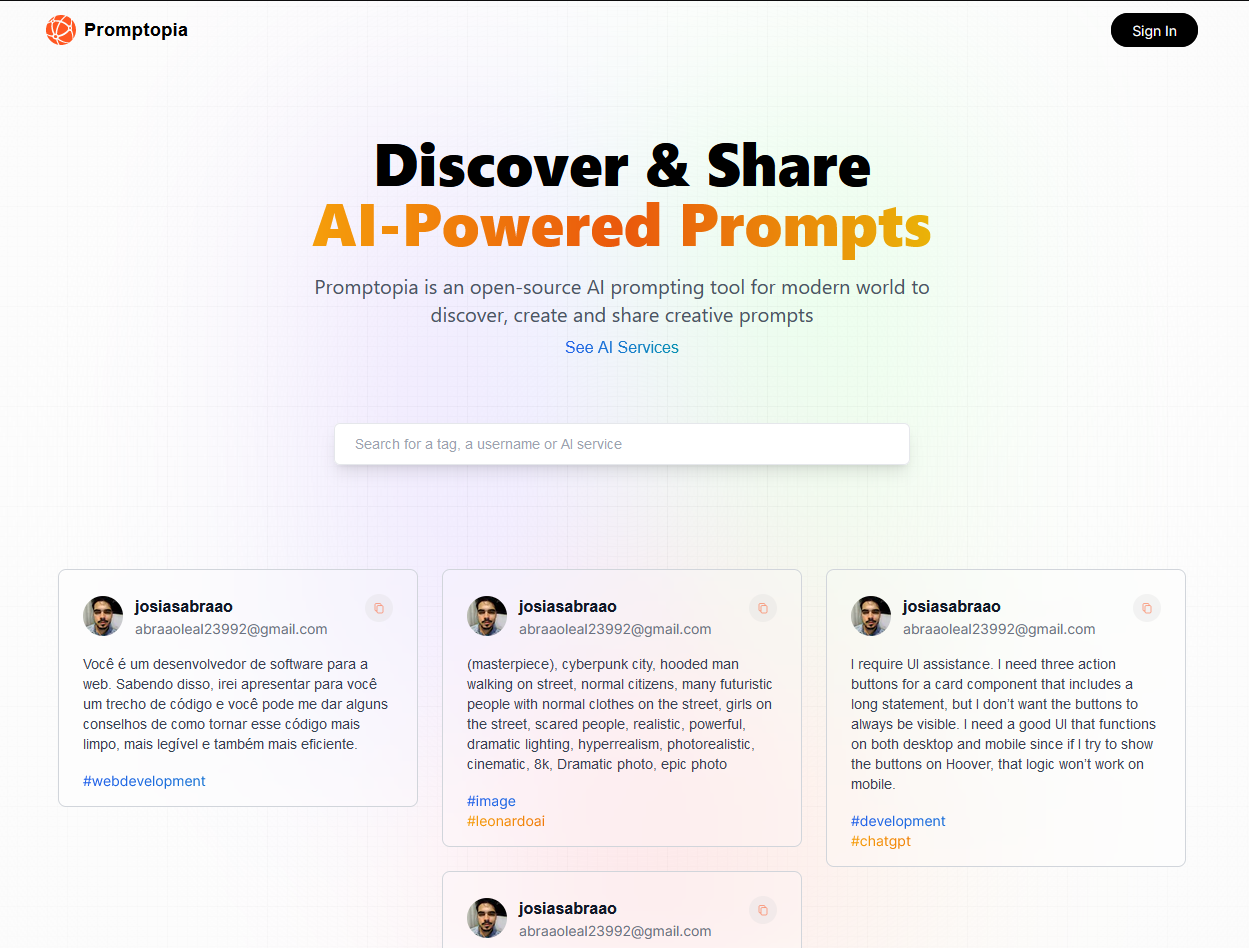 Promptopia
Sign In
Discover & Share
AI-Powered Prompts
Promptopia is an open-source AI prompting tool for modern world to
discover, create and share creative prompts
See AI Services
Search for a tag, a username or AI service
josiasabraao
abraaoleal23992@gmail.com
Você é um desenvolvedor de software para a
web. Sabendo disso, irei apresentar para você
um trecho de código e você pode me dar alguns
conselhos de como tornar esse código mais
limpo, mais legível e também mais eficiente.
#webdevelopment
josiasabraao
abraaoleal23992@gmail.com
(masterpiece), cyberpunk city, hooded man
walking on street, normal citizens, many futuristic
people with normal clothes on the street, girls on
the street, scared people, realistic, powerful,
dramatic lighting, hyperrealism, photorealistic,
cinematic, 8k, Dramatic photo, epic photo
#image
#leonardoai
josiasabraao
abraaoleal23992@gmail.com
I require UI assistance. I need three action
buttons for a card component that includes a
long statement, but I don’t want the buttons to
always be visible. I need a good UI that functions
on both desktop and mobile since if I try to show
the buttons on Hoover, that logic won’t work on
mobile.
#development
#chatgpt
josiasabraao
abraaoleal23992@gmail.com